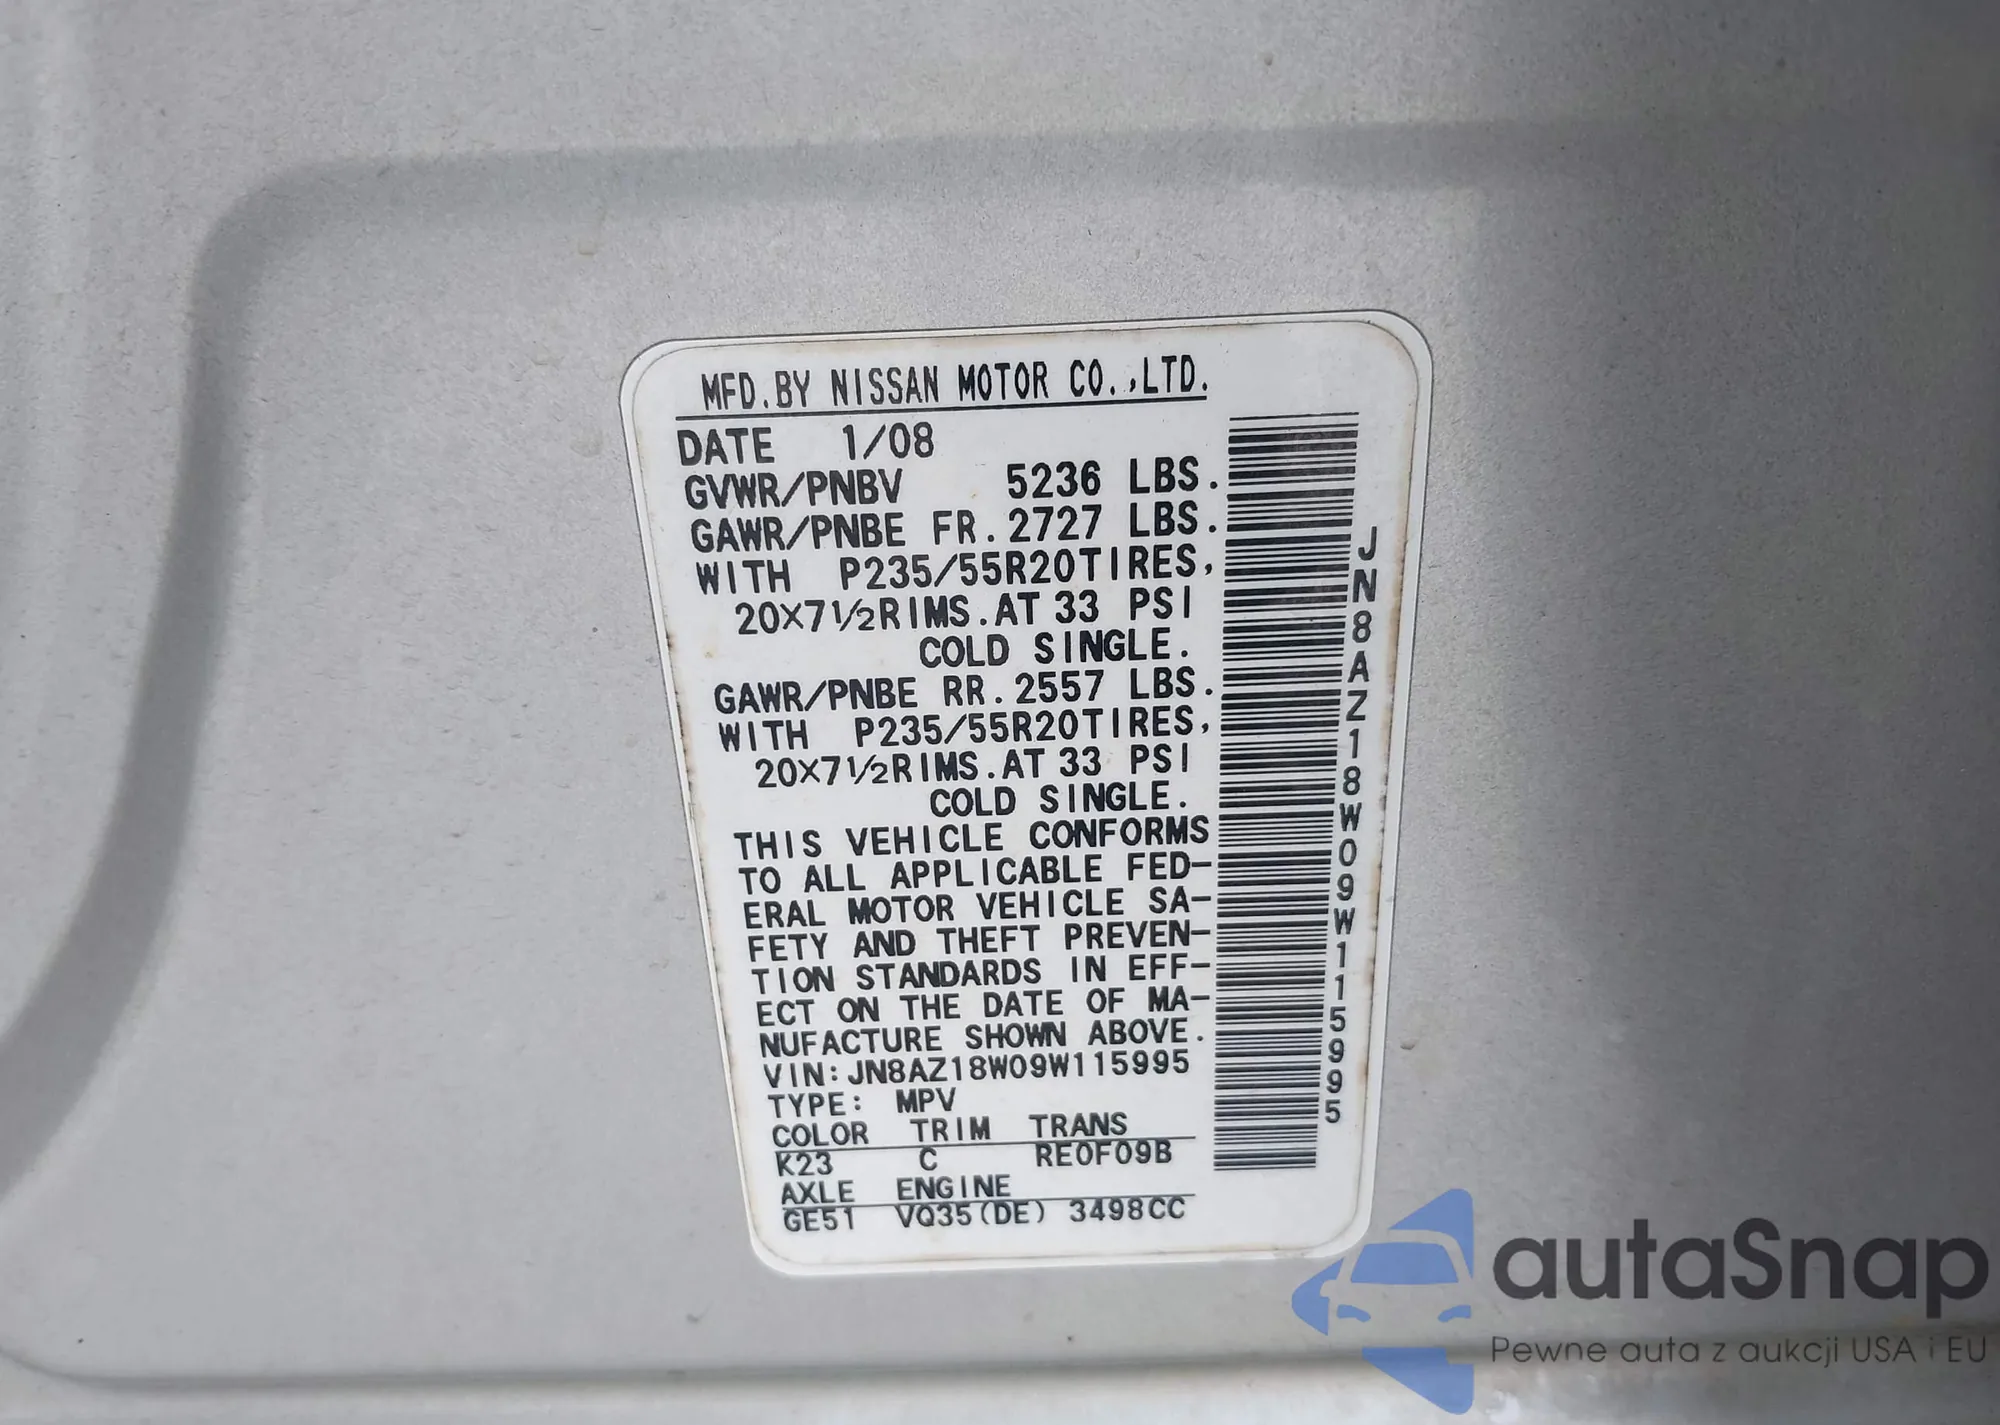 MFD.BY NISSAN MOTOR CO.,LTD.
DATE 1/08
GVWR/PNBV 5236 LBS.
GAWR/PNBE FR.2727 LBS.
WITH P235/55R20TIRES,
20X7½RIMS.AT 33 PSI
COLD SINGLE.
GAWR/PNBE RR.2557 LBS.
WITH P235/55R20TIRES,
20X7½RIMS.AT 33 PSI
COLD SINGLE.
THIS VEHICLE CONFORMS
TO ALL APPLICABLE FED-
ERAL MOTOR VEHICLE SA-
FETY AND THEFT PREVEN-
TION STANDARDS IN EFF-
ECT ON THE DATE OF MA-
NUFACTURE SHOWN ABOVE.
VIN:JN8AZ18W09W115995
TYPE: MPV
COLOR TRIM TRANS
K23 C RE0F09B
AXLE ENGINE
GE51 VQ35(DE) 3498CC
JN8AZ18W09W115995
autaSnap
Pewne auta z aukcji USA i EU